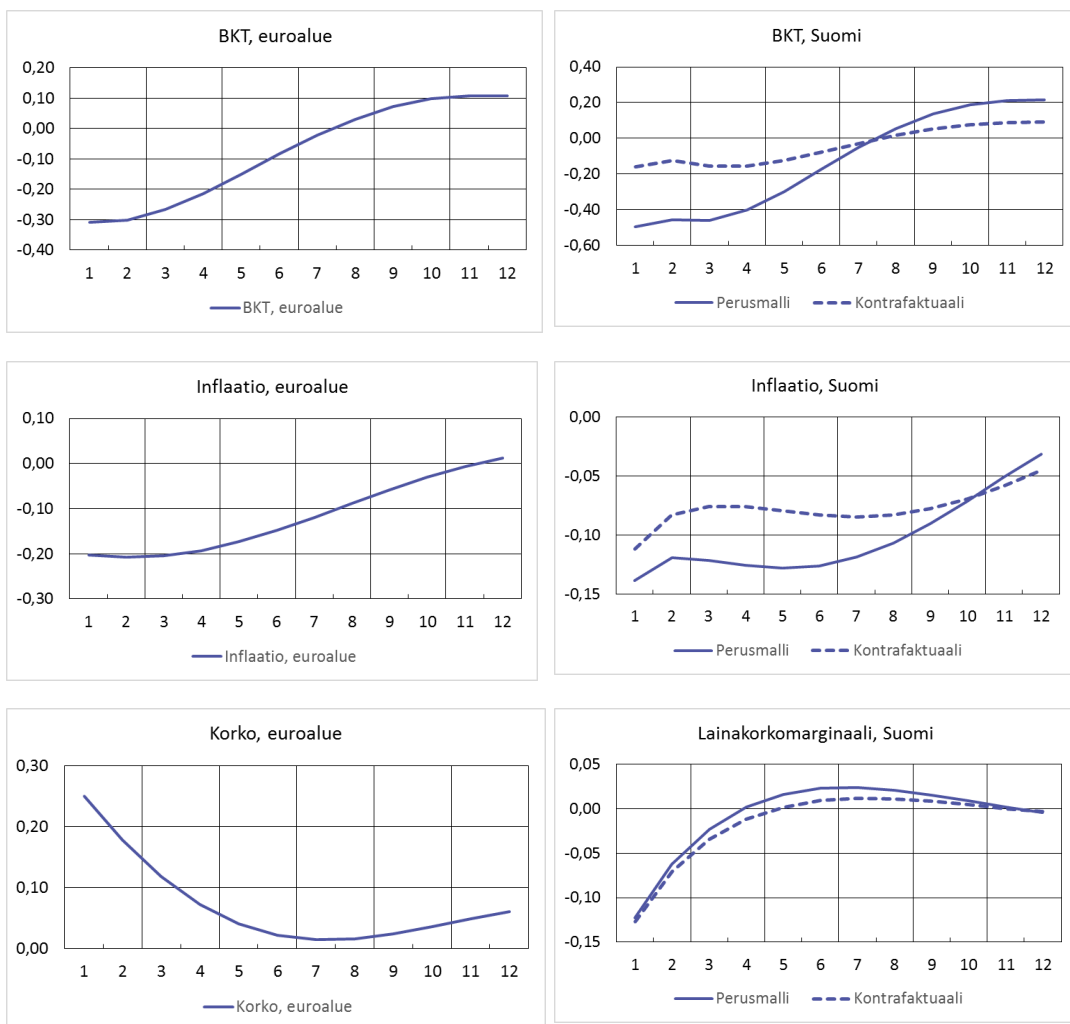 BKT, euroalue
0,20
0,10
0,00
-0,10
-0,20
-0,30
-0,40
1 2 3 4 5 6 7 8 9 10 11 12
BKT, euroalue
BKT, Suomi
0,40
0,20
0,00
-0,20
-0,40
-0,60
1 2 3 4 5 6 7 8 9 10 11 12
Perusmalli Kontrafaktuaali
Inflaatio, euroalue
0,10
0,00
-0,10
-0,20
-0,30
1 2 3 4 5 6 7 8 9 10 11 12
Inflaatio, euroalue
Inflaatio, Suomi
0,00
-0,05
-0,10
-0,15
1 2 3 4 5 6 7 8 9 10 11 12
Perusmalli Kontrafaktuaali
Korko, euroalue
0,30
0,20
0,10
0,00
1 2 3 4 5 6 7 8 9 10 11 12
Korko, euroalue
Lainakorkomarginaali, Suomi
0,05
0,00
-0,05
-0,10
-0,15
1 2 3 4 5 6 7 8 9 10 11 12
Perusmalli Kontrafaktuaali